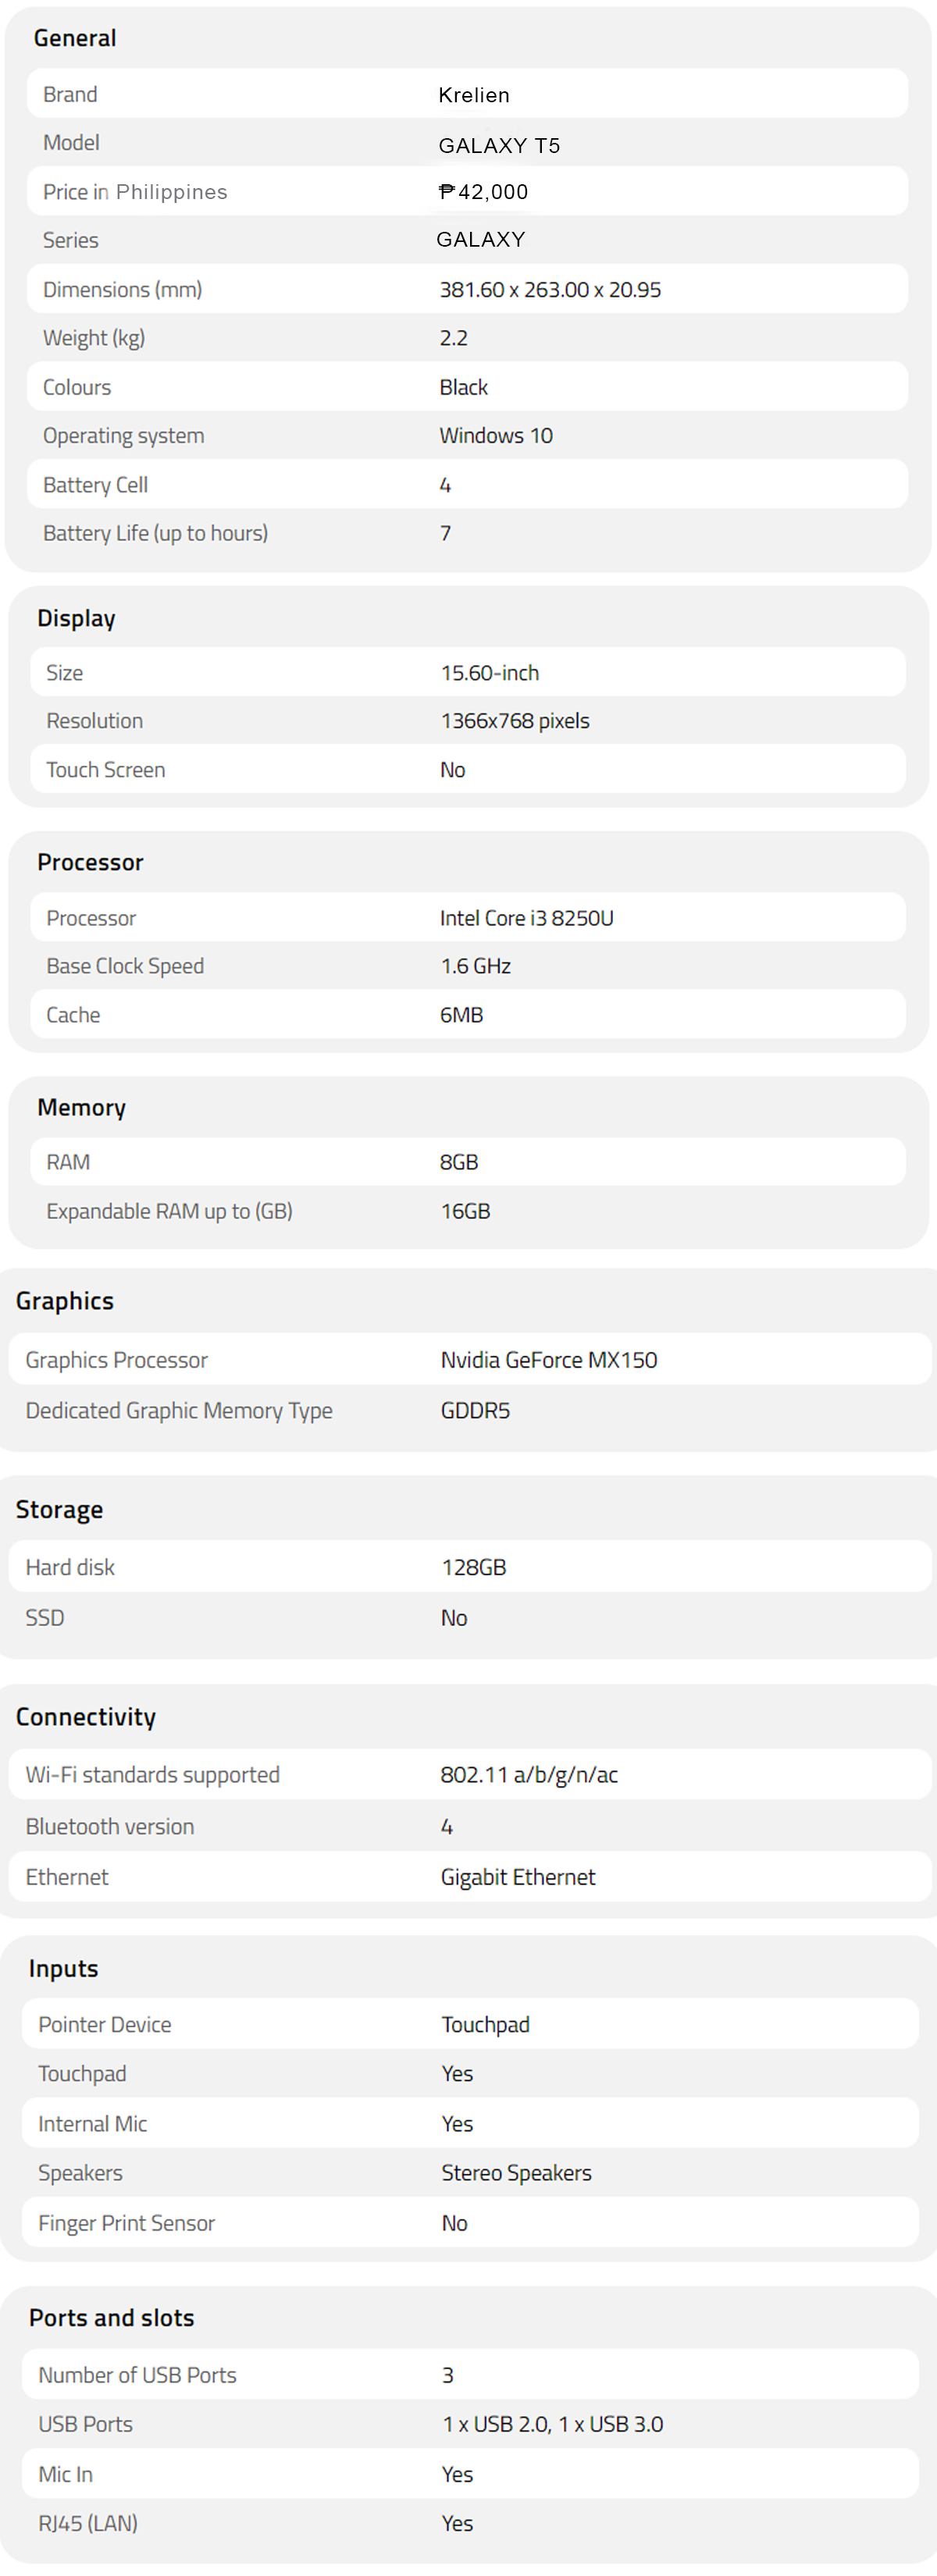 General
Brand Krelien
Model GALAXY T5
Price in Philippines ₱42,000
Series GALAXY
Dimensions (mm) 381.60 x 263.00 x 20.95
Weight (kg) 2.2
Colours Black
Operating system Windows 10
Battery Cell 4
Battery Life (up to hours) 7
Display
Size 15.60-inch
Resolution 1366x768 pixels
Touch Screen No
Processor
Processor Intel Core i3 8250U
Base Clock Speed 1.6 GHz
Cache 6MB
Memory
RAM 8GB
Expandable RAM up to (GB) 16GB
Graphics
Graphics Processor Nvidia GeForce MX150
Dedicated Graphic Memory Type GDDR5
Storage
Hard disk 128GB
SSD No
Connectivity
Wi-Fi standards supported 802.11 a/b/g/n/ac
Bluetooth version 4
Ethernet Gigabit Ethernet
Inputs
Pointer Device Touchpad
Touchpad Yes
Internal Mic Yes
Speakers Stereo Speakers
Finger Print Sensor No
Ports and slots
Number of USB Ports 3
USB Ports 1 x USB 2.0, 1 x USB 3.0
Mic In Yes
RJ45 (LAN) Yes